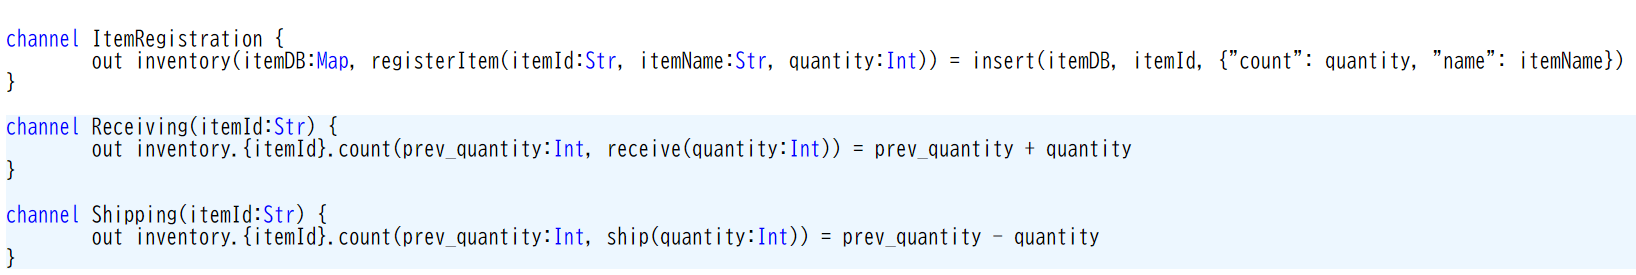 channel ItemRegistration {
	out inventory(itemDB:Map, registerItem(itemId:Str, itemName:Str, quantity:Int)) = insert(itemDB, itemId, {"count": quantity, "name": itemName})
}
channel Receiving(itemId:Str) {
	out inventory.{itemId}.count(prev_quantity:Int, receive(quantity:Int)) = prev_quantity + quantity
}
channel Shipping(itemId:Str) {
	out inventory.{itemId}.count(prev_quantity:Int, ship(quantity:Int)) = prev_quantity - quantity
}